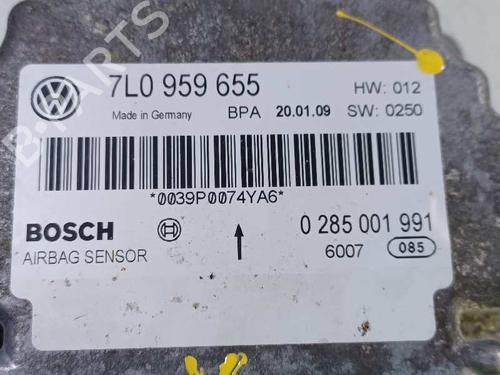 7L0 959 655
HW: 012
Made in Germany
BPA
20.01.09
SW: 0250
*0039P0074YA6*
BOSCH
0 285 001 991
AIRBAG SENSOR
6007
085
B-PARTS